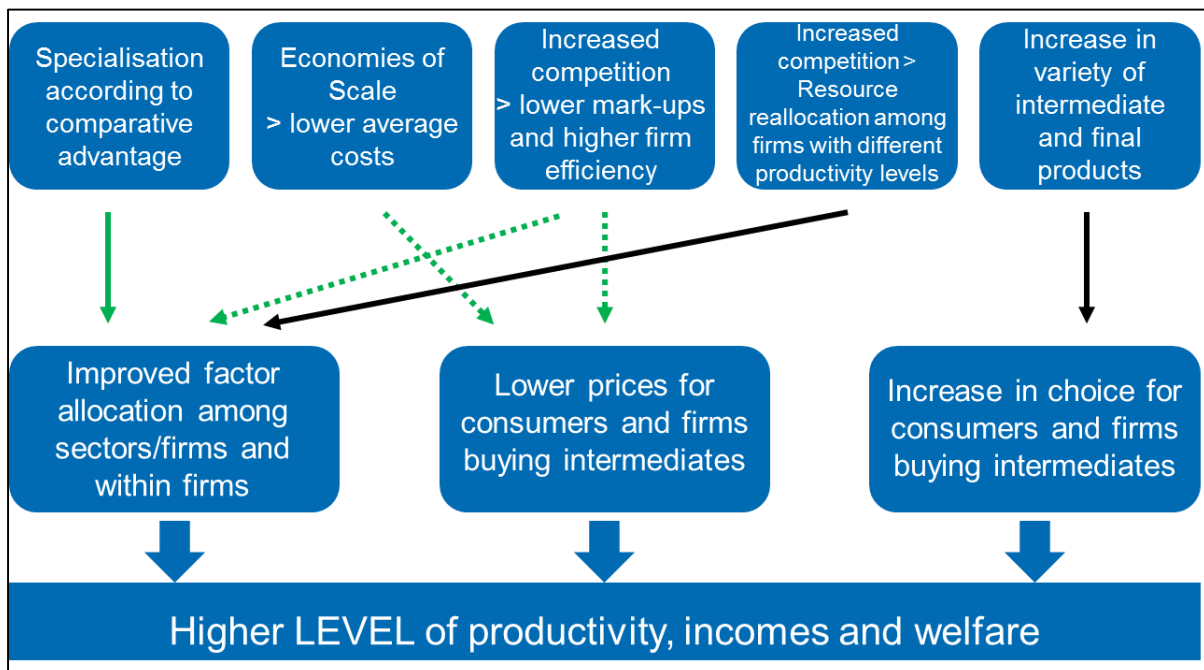 Specialisation
according to
comparative
advantage
Economies of
Scale
> lower average
costs
Increased
competition
> lower mark-ups
and higher firm
efficiency
Increased
competition >
Resource
reallocation among
firms with different
productivity levels
Increase in
variety of
intermediate
and final
products
Improved factor
allocation among
sectors/firms and
within firms
Lower prices for
consumers and firms
buying intermediates
Increase in choice for
consumers and firms
buying intermediates
Higher LEVEL of productivity, incomes and welfare